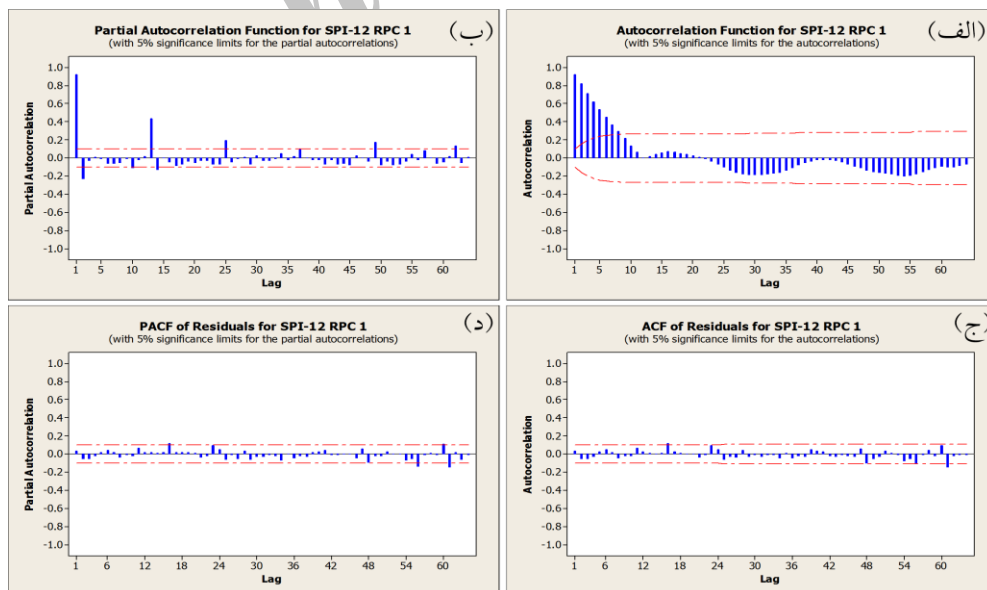 Partial Autocorrelation Function for SPI-12 RPC 1
(with 5% significance limits for the partial autocorrelations)
(ب)
Partial Autocorrelation
1.0
0.8
0.6
0.4
0.2
0.0
-0.2
-0.4
-0.6
-0.8
-1.0
1 5 10 15 20 25 30 35 40 45 50 55 60
Lag
Autocorrelation Function for SPI-12 RPC 1
(with 5% significance limits for the autocorrelations)
(الف)
Autocorrelation
1.0
0.8
0.6
0.4
0.2
0.0
-0.2
-0.4
-0.6
-0.8
-1.0
1 5 10 15 20 25 30 35 40 45 50 55 60
Lag
PACF of Residuals for SPI-12 RPC 1
(with 5% significance limits for the partial autocorrelations)
(د)
Partial Autocorrelation
1.0
0.8
0.6
0.4
0.2
0.0
-0.2
-0.4
-0.6
-0.8
-1.0
1 6 12 18 24 30 36 42 48 54 60
Lag
ACF of Residuals for SPI-12 RPC 1
(with 5% significance limits for the autocorrelations)
(ج)
Autocorrelation
1.0
0.8
0.6
0.4
0.2
0.0
-0.2
-0.4
-0.6
-0.8
-1.0
1 6 12 18 24 30 36 42 48 54 60
Lag